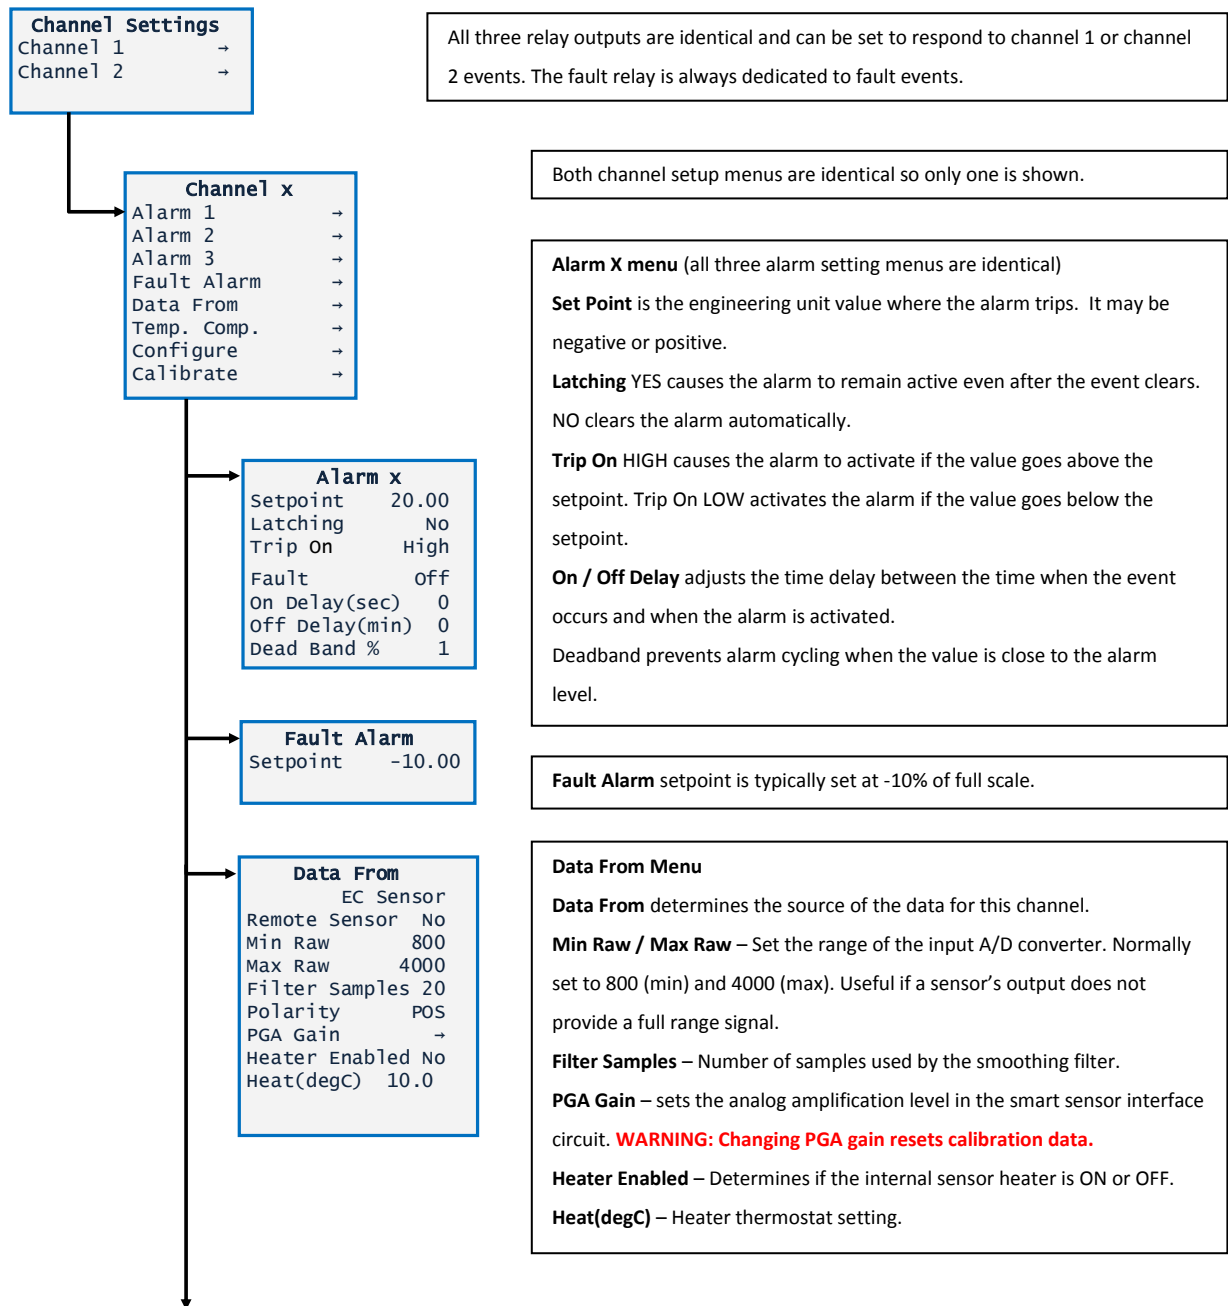 Channel Settings
Channel 1 →
Channel 2 →
All three relay outputs are identical and can be set to respond to channel 1 or channel
2 events. The fault relay is always dedicated to fault events.
Channel x
Alarm 1 →
Alarm 2 →
Alarm 3 →
Fault Alarm →
Data From →
Temp. Comp. →
Configure →
Calibrate →
Both channel setup menus are identical so only one is shown.
Alarm x
Setpoint 20.00
Latching No
Trip On High
Fault Off
On Delay(sec) 0
Off Delay(min) 0
Dead Band % 1
Alarm X menu (all three alarm setting menus are identical)
Set Point is the engineering unit value where the alarm trips. It may be
negative or positive.
Latching YES causes the alarm to remain active even after the event clears.
NO clears the alarm automatically.
Trip On HIGH causes the alarm to activate if the value goes above the
setpoint. Trip On LOW activates the alarm if the value goes below the
setpoint.
On / Off Delay adjusts the time delay between the time when the event
occurs and when the alarm is activated.
Deadband prevents alarm cycling when the value is close to the alarm
level.
Fault Alarm
Setpoint -10.00
Fault Alarm setpoint is typically set at -10% of full scale.
Data From
EC Sensor
Remote Sensor No
Min Raw 800
Max Raw 4000
Filter Samples 20
Polarity POS
PGA Gain →
Heater Enabled No
Heat(degC) 10.0
Data From Menu
Data From determines the source of the data for this channel.
Min Raw / Max Raw – Set the range of the input A/D converter. Normally
set to 800 (min) and 4000 (max). Useful if a sensor’s output does not
provide a full range signal.
Filter Samples – Number of samples used by the smoothing filter.
PGA Gain – sets the analog amplification level in the smart sensor interface
circuit. WARNING: Changing PGA gain resets calibration data.
Heater Enabled – Determines if the internal sensor heater is ON or OFF.
Heat(degC) – Heater thermostat setting.